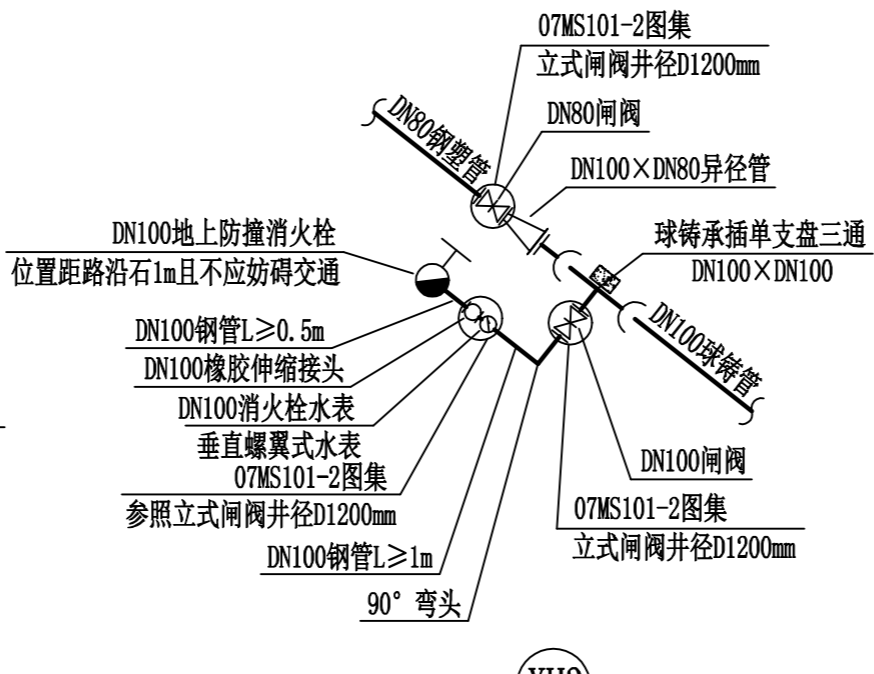 07MS101-2图集
立式闸阀井径D1200mm
DN80钢塑管
DN80闸阀
DN100×DN80异径管
DN100地上防撞消火栓
位置距路沿石1m且不应妨碍交通
球铸承插单支盘三通
DN100×DN100
DN100钢管L≥0.5m
DN100球铸管
DN100橡胶伸缩接头
DN100消火栓水表
垂直螺翼式水表
07MS101-2图集
参照立式闸阀井径D1200mm
DN100闸阀
07MS101-2图集
立式闸阀井径D1200mm
DN100钢管L≥1m
90°弯头